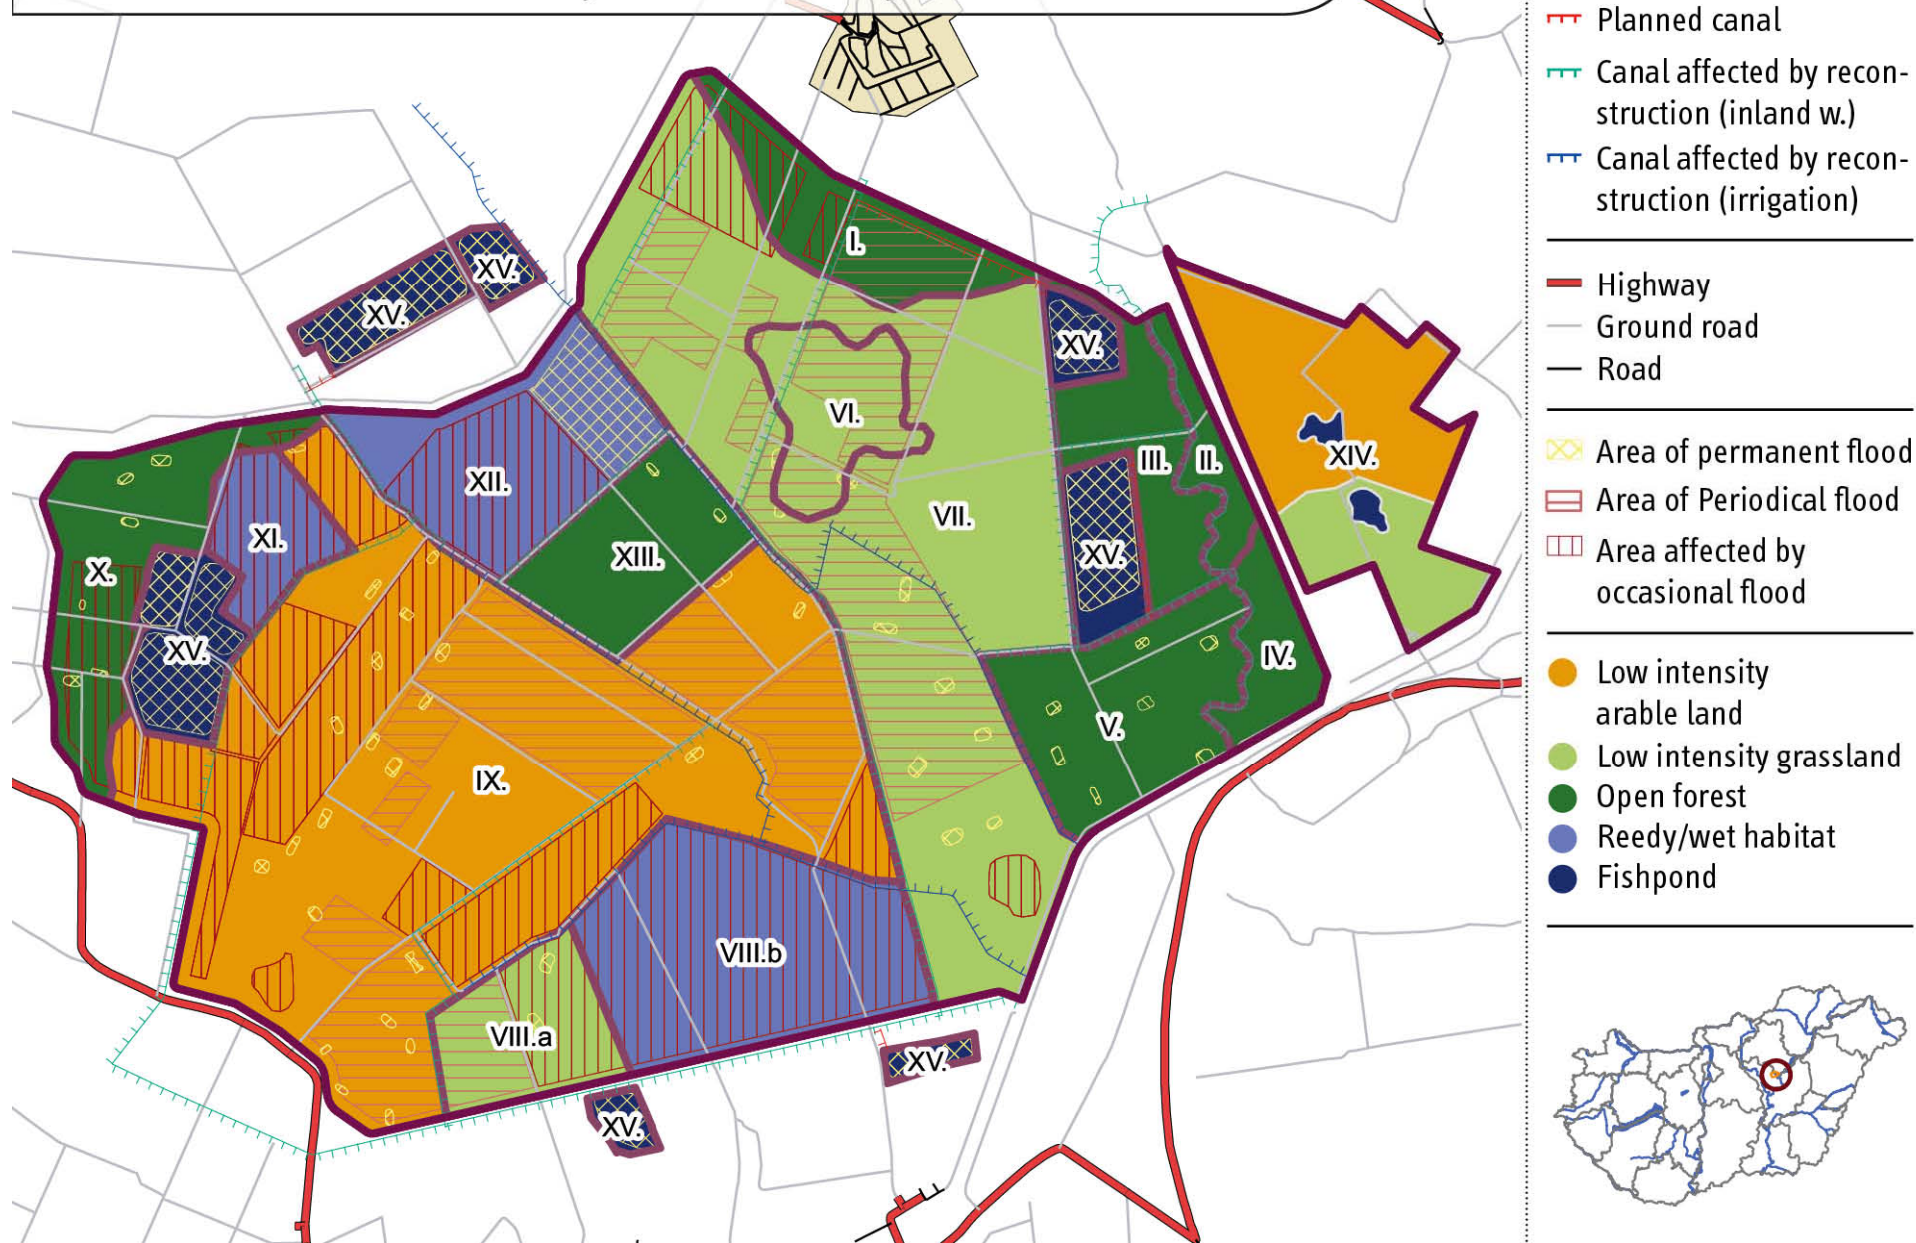 Planned canal
Canal affected by recon-
struction (inland w.)
Canal affected by recon-
struction (irrigation)
Highway
Ground road
Road
Area of permanent flood
Area of Periodical flood
Area affected by
occasional flood
Low intensity
arable land
Low intensity grassland
Open forest
Reedy/wet habitat
Fishpond
I.
XV.
XV.
XV.
VI.
XIV.
III.
II.
XII.
VII.
XI.
XIII.
XV.
X.
XV.
IV.
V.
IX.
VIII.b
VIII.a
XV.
XV.